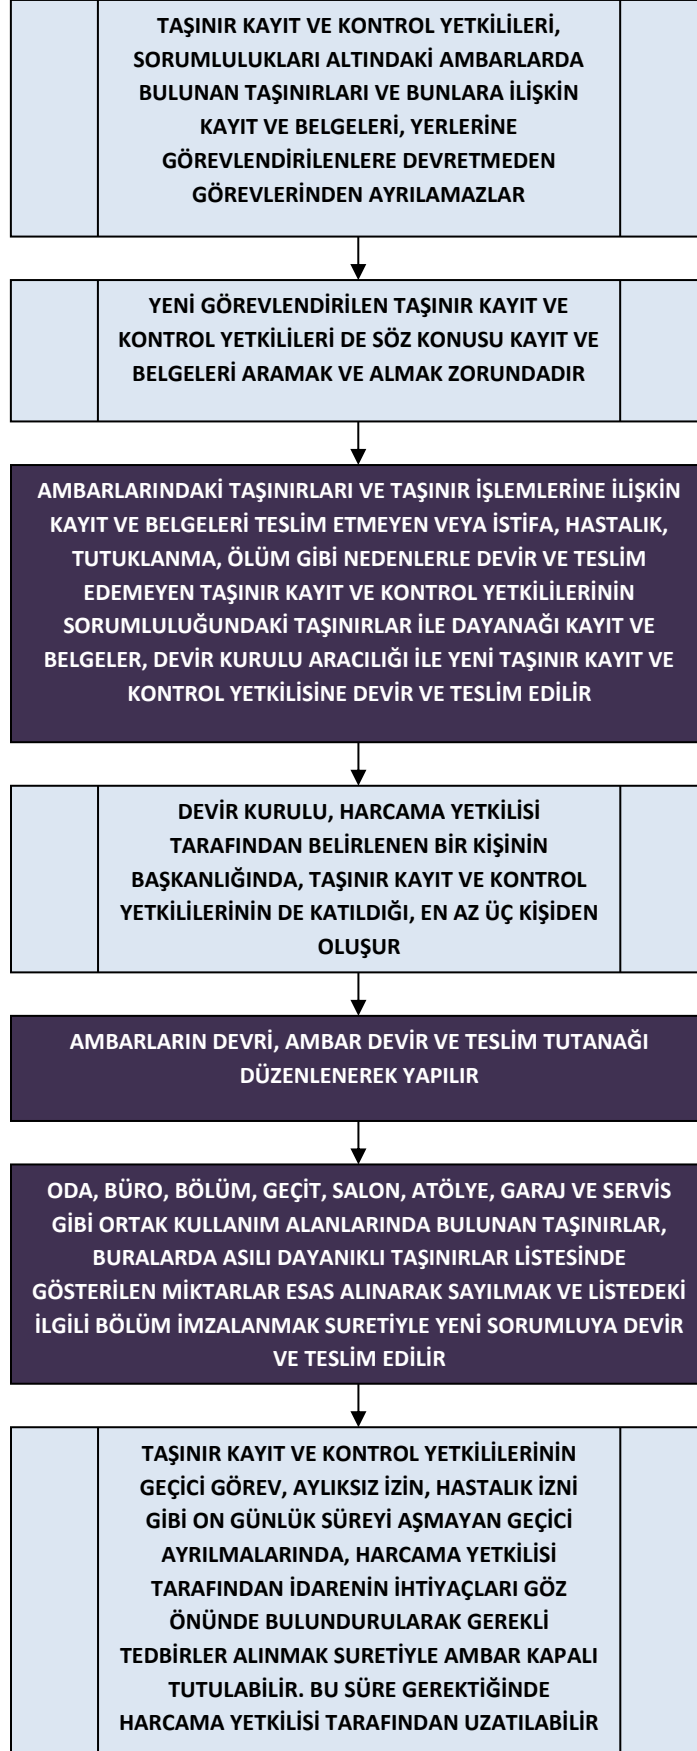 TAŞINIR KAYIT VE KONTROL YETKİLİLERİ,
SORUMLULUKLARI ALTINDAKİ AMBARLARDA
BULUNAN TAŞINIRLARI VE BUNLARA İLİŞKİN
KAYIT VE BELGELERİ, YERLERİNE
GÖREVLENDİRİLENLERE DEVRETMEDEN
GÖREVLERİNDEN AYRILAMAZLAR
YENİ GÖREVLENDİRİLEN TAŞINIR KAYIT VE
KONTROL YETKİLİLERİ DE SÖZ KONUSU KAYIT VE
BELGELERİ ARAMAK VE ALMAK ZORUNDADIR
AMBARLARINDAKİ TAŞINIRLARI VE TAŞINIR İŞLEMLERİNE İLİŞKİN
KAYIT VE BELGELERİ TESLİM ETMEYEN VEYA İSTİFA, HASTALIK,
TUTUKLANMA, ÖLÜM GİBİ NEDENLERLE DEVİR VE TESLİM
EDEMEYEN TAŞINIR KAYIT VE KONTROL YETKİLİLERİNİN
SORUMLULUĞUNDAKİ TAŞINIRLAR İLE DAYANAĞI KAYIT VE
BELGELER, DEVİR KURULU ARACILIĞI İLE YENİ TAŞINIR KAYIT VE
KONTROL YETKİLİSİNE DEVİR VE TESLİM EDİLİR
DEVİR KURULU, HARCAMA YETKİLİSİ
TARAFINDAN BELİRLENEN BİR KİŞİNİN
BAŞKANLIĞINDA, TAŞINIR KAYIT VE KONTROL
YETKİLİLERİNİN DE KATILDIĞI, EN AZ ÜÇ KİŞİDEN
OLUŞUR
AMBARLARIN DEVRİ, AMBAR DEVİR VE TESLİM TUTANAĞI
DÜZENLENEREK YAPILIR
ODA, BÜRO, BÖLÜM, GEÇİT, SALON, ATÖLYE, GARAJ VE SERVİS
GİBİ ORTAK KULLANIM ALANLARINDA BULUNAN TAŞINIRLAR,
BURALARDA ASILI DAYANIKLI TAŞINIRLAR LİSTESİNDE
GÖSTERİLEN MİKTARLAR ESAS ALINARAK SAYILMAK VE LİSTEDEKİ
İLGİLİ BÖLÜM İMZALANMAK SURETİYLE YENİ SORUMLUYA DEVİR
VE TESLİM EDİLİR
TAŞINIR KAYIT VE KONTROL YETKİLİLERİNİN
GEÇİCİ GÖREV, AYLIKSIZ İZİN, HASTALIK İZNİ
GİBİ ON GÜNLÜK SÜREYİ AŞMAYAN GEÇİCİ
AYRILMALARINDA, HARCAMA YETKİLİSİ
TARAFINDAN İDARENİN İHTİYAÇLARI GÖZ
ÖNÜNDE BULUNDURULARAK GEREKLİ
TEDBİRLER ALINMAK SURETİYLE AMBAR KAPALI
TUTULABİLİR. BU SÜRE GEREKTİĞİNDE
HARCAMA YETKİLİSİ TARAFINDAN UZATILABİLİR